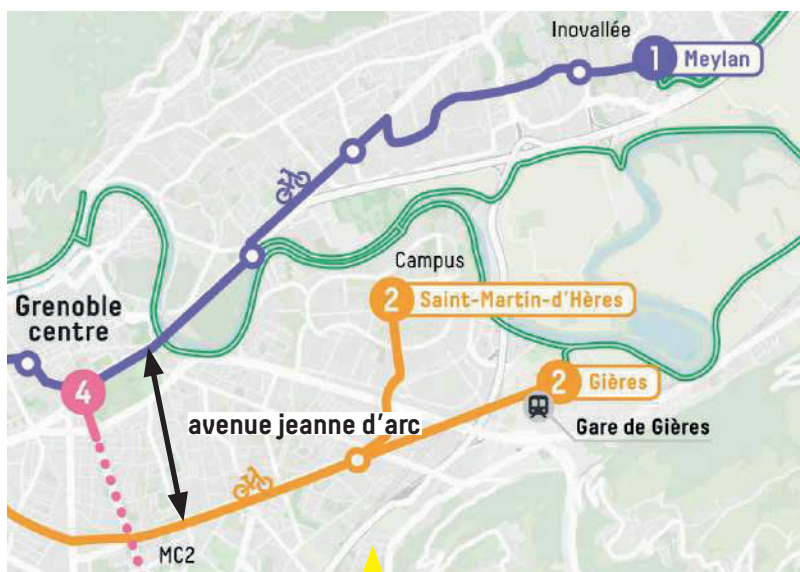 Inovallée
1 Meylan
Campus
Grenoble
centre
2 Saint-Martin-d'Hères
4
2 Gières
avenue jeanne d'arc
Gare de Gières
MC2